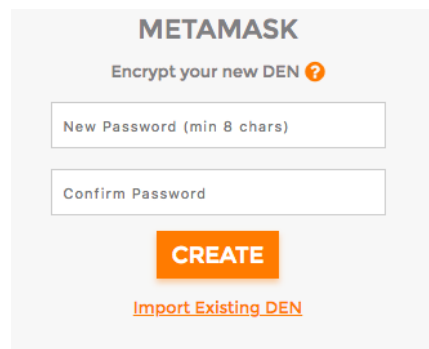 METAMASK
Encrypt your new DEN ?
New Password (min 8 chars)
Confirm Password
CREATE
Import Existing DEN